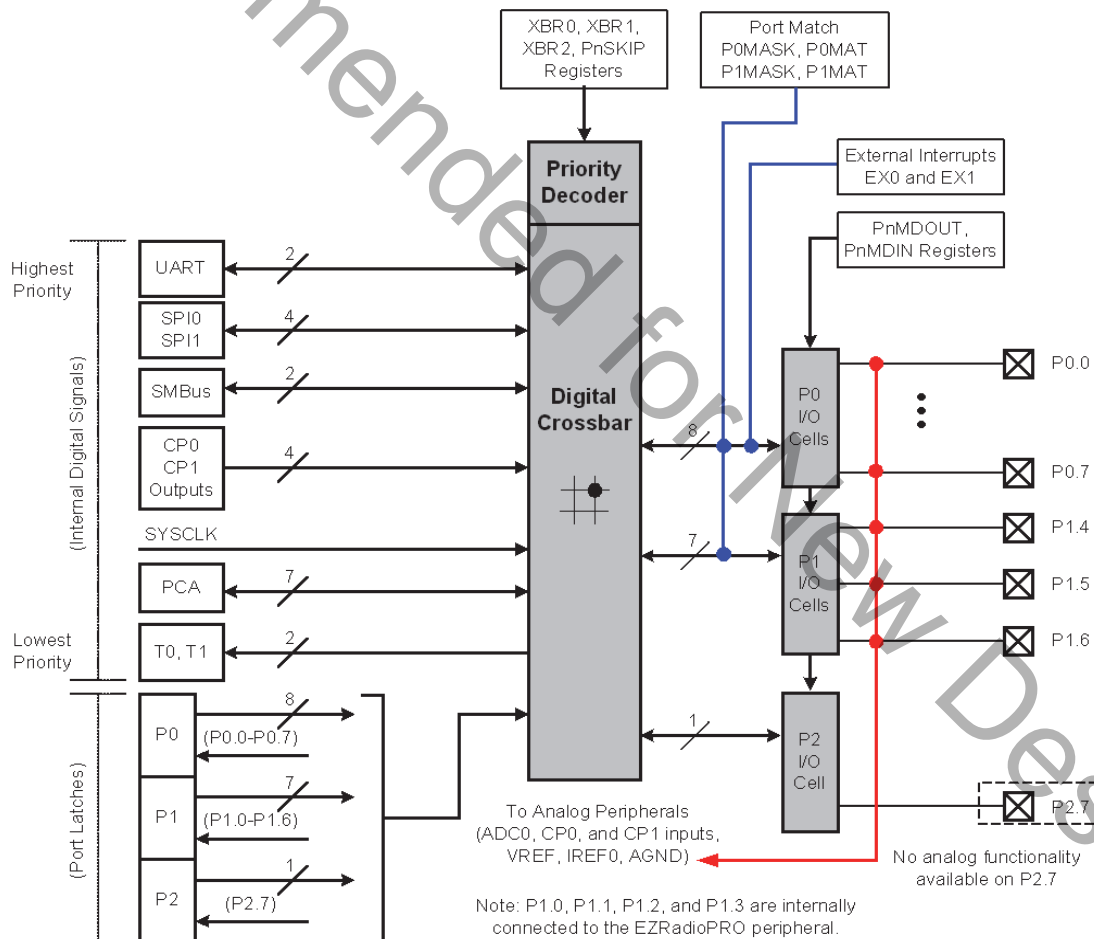 XBR0, XBR1,
XBR2, PnSKIP
Registers
Port Match
P0MASK, P0MAT
P1MASK, P1MAT
External Interrupts
EX0 and EX1
PnMDOUT,
PnMDIN Registers
Priority
Decoder
Digital
Crossbar
Highest
Priority
(Internal Digital Signals)
Lowest
Priority
UART
2
SPI0
SPI1
4
SMBus
2
CP0
CP1
Outputs
4
SYSCLK
PCA
7
T0, T1
2
(Port Latches)
P0
8
(P0.0-P0.7)
P1
7
(P1.0-P1.6)
P2
1
(P2.7)
8
7
1
P0
I/O
Cells
P1
I/O
Cells
P2
I/O
Cell
P0.0
P0.7
P1.4
P1.5
P1.6
P2.7
To Analog Peripherals
(ADC0, CP0, and CP1 inputs,
VREF, IREF0, AGND)
No analog functionality
available on P2.7
Note: P1.0, P1.1, P1.2, and P1.3 are internally
connected to the EZRadioPRO peripheral.
mmended for New Des